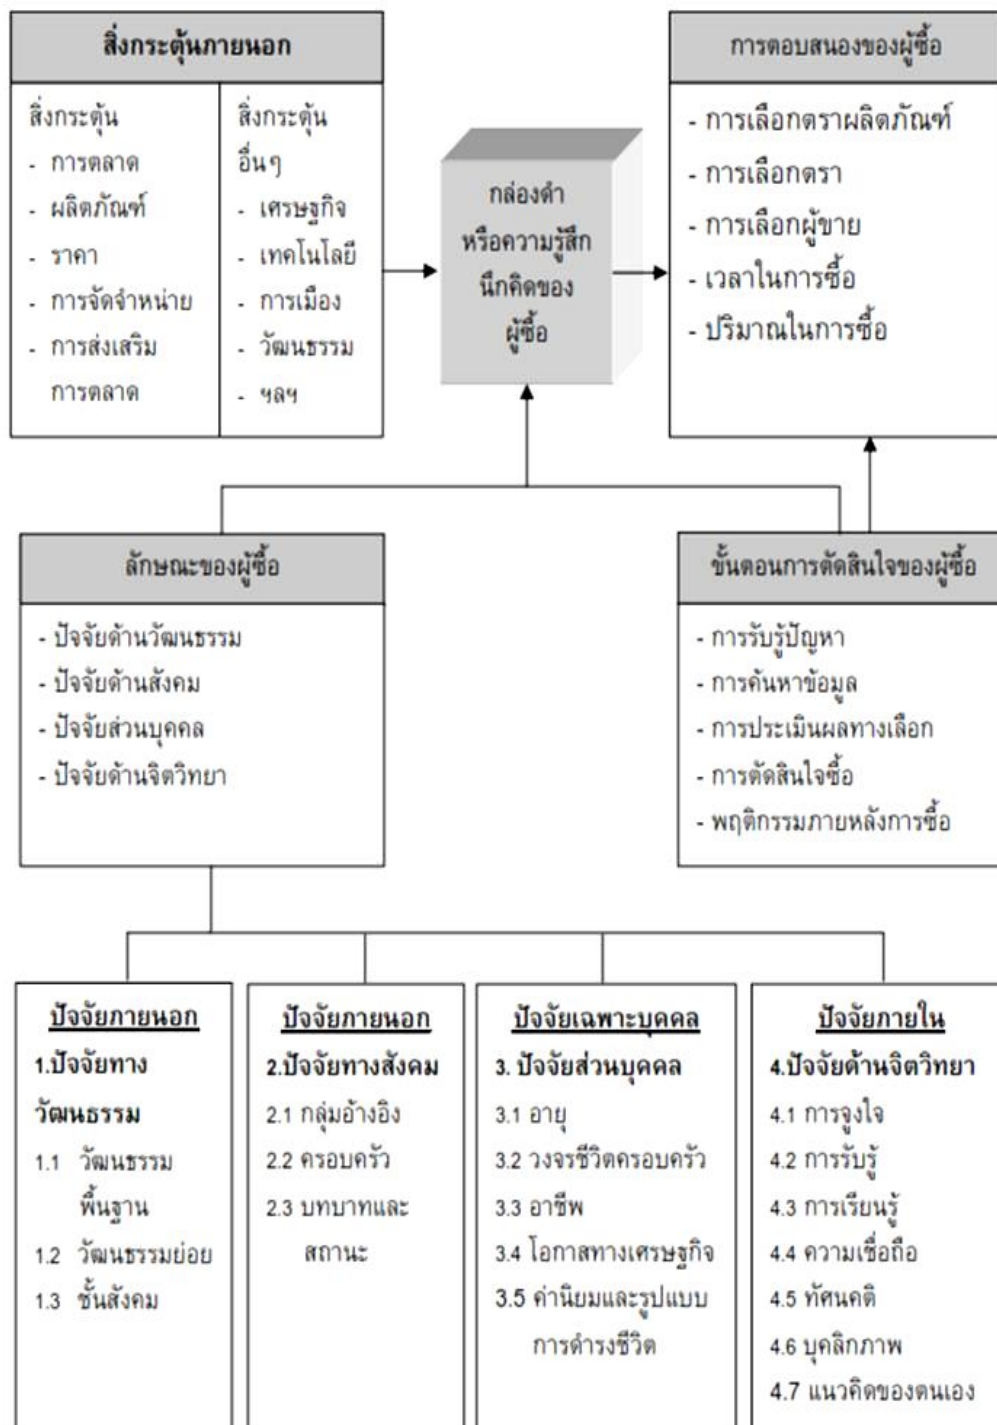 สิ่งกระตุ้นภายนอก
สิ่งกระตุ้น
- การตลาด
- ผลิตภัณฑ์
- ราคา
- การจัดจำหน่าย
- การส่งเสริม
การตลาด
สิ่งกระตุ้น
อื่นๆ
- เศรษฐกิจ
- เทคโนโลยี
- การเมือง
- วัฒนธรรม
- ฯลฯ
กล่องดำ
หรือความรู้สึก
นึกคิดของ
ผู้ซื้อ
การตอบสนองของผู้ซื้อ
- การเลือกตราผลิตภัณฑ์
- การเลือกตรา
- การเลือกผู้ขาย
- เวลาในการซื้อ
- ปริมาณในการซื้อ
ลักษณะของผู้ซื้อ
- ปัจจัยด้านวัฒนธรรม
- ปัจจัยด้านสังคม
- ปัจจัยส่วนบุคคล
- ปัจจัยด้านจิตวิทยา
ขั้นตอนการตัดสินใจของผู้ซื้อ
- การรับรู้ปัญหา
- การค้นหาข้อมูล
- การประเมินผลทางเลือก
- การตัดสินใจซื้อ
- พฤติกรรมภายหลังการซื้อ
ปัจจัยภายนอก
1.ปัจจัยทาง
วัฒนธรรม
1.1 วัฒนธรรม
พื้นฐาน
1.2 วัฒนธรรมย่อย
1.3 ชั้นสังคม
ปัจจัยภายนอก
2.ปัจจัยทางสังคม
2.1 กลุ่มอ้างอิง
2.2 ครอบครัว
2.3 บทบาทและ
สถานะ
ปัจจัยเฉพาะบุคคล
3. ปัจจัยส่วนบุคคล
3.1 อายุ
3.2 วงจรชีวิตครอบครัว
3.3 อาชีพ
3.4 โอกาสทางเศรษฐกิจ
3.5 ค่านิยมและรูปแบบ
การดำรงชีวิต
ปัจจัยภายใน
4.ปัจจัยด้านจิตวิทยา
4.1 การจูงใจ
4.2 การรับรู้
4.3 การเรียนรู้
4.4 ความเชื่อถือ
4.5 ทัศนคติ
4.6 บุคลิกภาพ
4.7 แนวคิดของตนเอง